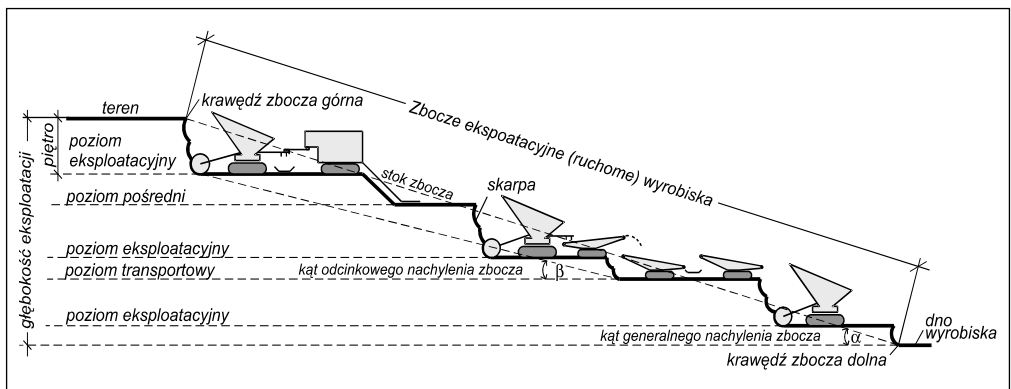 teren
krawędź zbocza górna
Zbocze ekspoatacyjne (ruchome) wyrobiska
głębokość eksploatacji
piętro
poziom
eksploatacyjny
stok zbocza
skarpa
poziom pośredni
poziom eksploatacyjny
poziom transportowy
kąt odcinkowego nachylenia zbocza
β
poziom eksploatacyjny
kąt generalnego nachylenia zbocza
α
dno
wyrobiska
krawędź zbocza dolna